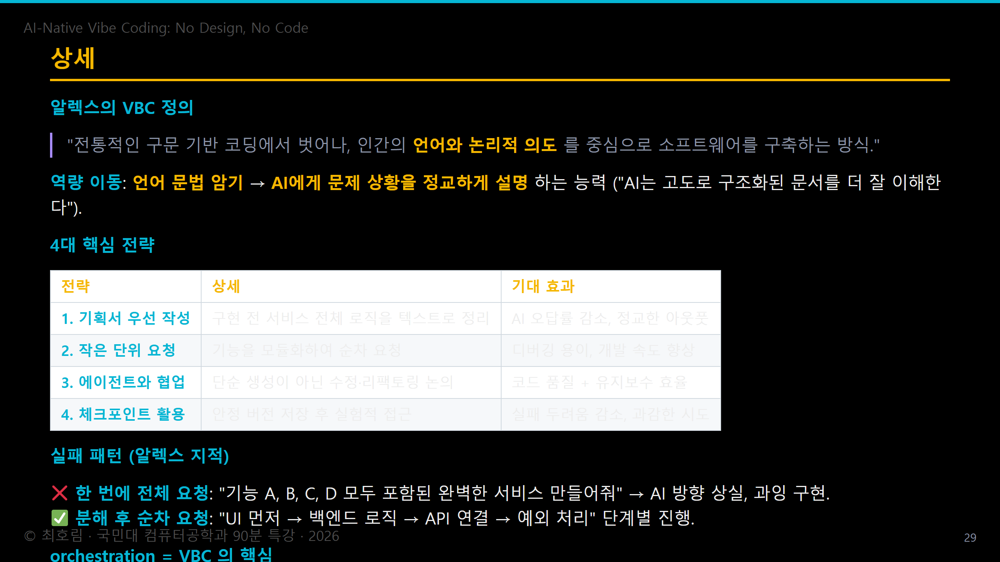 AI-Native Vibe Coding: No Design, No Code
상세
알렉스의 VBC 정의
"전통적인 구문 기반 코딩에서 벗어나, 인간의 언어와 논리적 의도 를 중심으로 소프트웨어를 구축하는 방식."
역량 이동: 언어 문법 암기 → AI에게 문제 상황을 정교하게 설명 하는 능력 ("AI는 고도로 구조화된 문서를 더 잘 이해한
다").
4대 핵심 전략
전략 상세 기대 효과
1. 기획서 우선 작성 구현 전 서비스 전체 로직을 텍스트로 정리 AI 오답률 감소, 정교한 아웃풋
2. 작은 단위 요청 기능을 모듈화하여 순차 요청 디버깅 용이, 개발 속도 향상
3. 에이전트와 협업 단순 생성이 아닌 수정·리팩토링 논의 코드 품질 + 유지보수 효율
4. 체크포인트 활용 안정 버전 저장 후 실험적 접근 실패 두려움 감소, 과감한 시도
실패 패턴 (알렉스 지적)
❌ 한 번에 전체 요청: "기능 A, B, C, D 모두 포함된 완벽한 서비스 만들어줘" → AI 방향 상실, 과잉 구현.
✅ 분해 후 순차 요청: "UI 먼저 → 백엔드 로직 → API 연결 → 예외 처리" 단계별 진행.
© 최호림 · 국민대 컴퓨터공학과 90분 특강 · 2026
29
orchestration = VBC 의 핵심